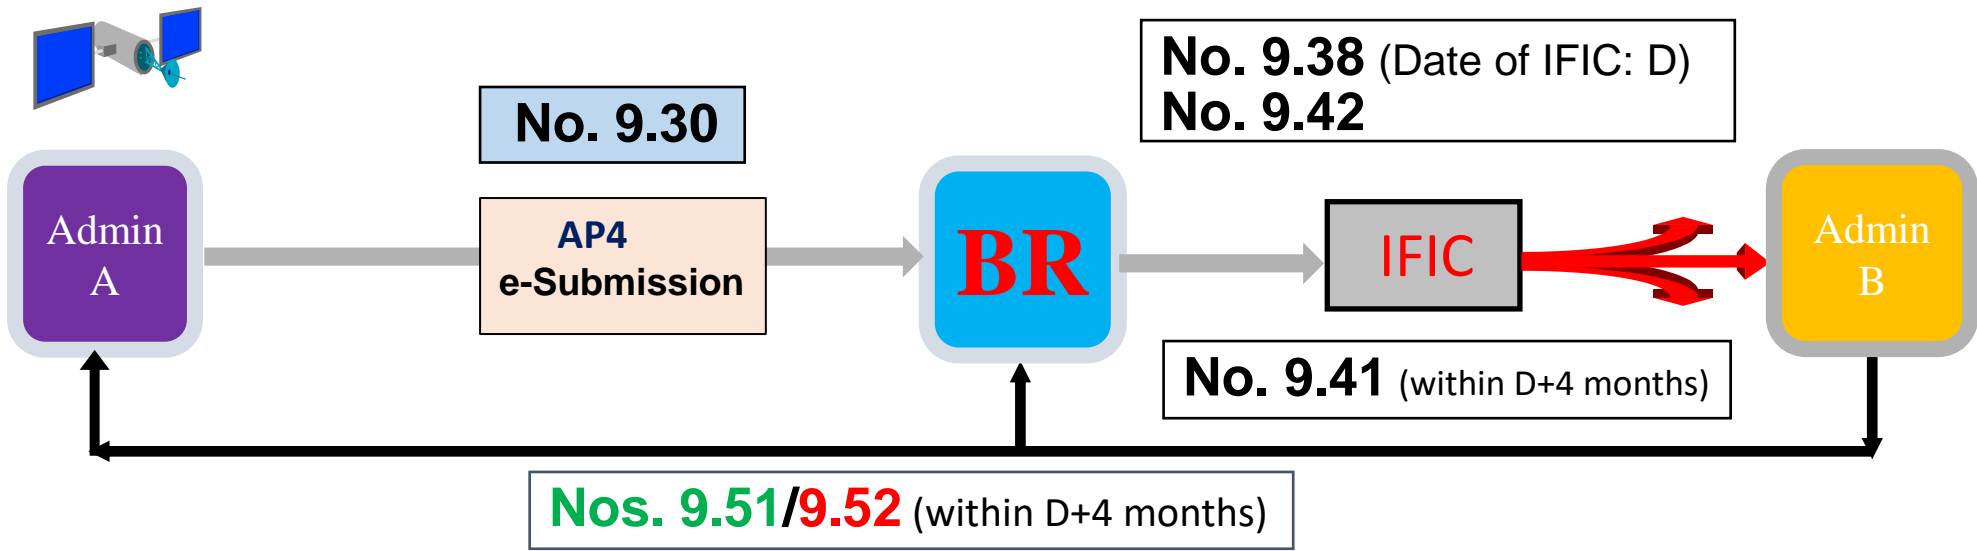 No. 9.38 (Date of IFIC: D)
No. 9.42
No. 9.30
Admin
A
AP4
e-Submission
BR
IFIC
Admin
B
No. 9.41 (within D+4 months)
Nos. 9.51/9.52 (within D+4 months)